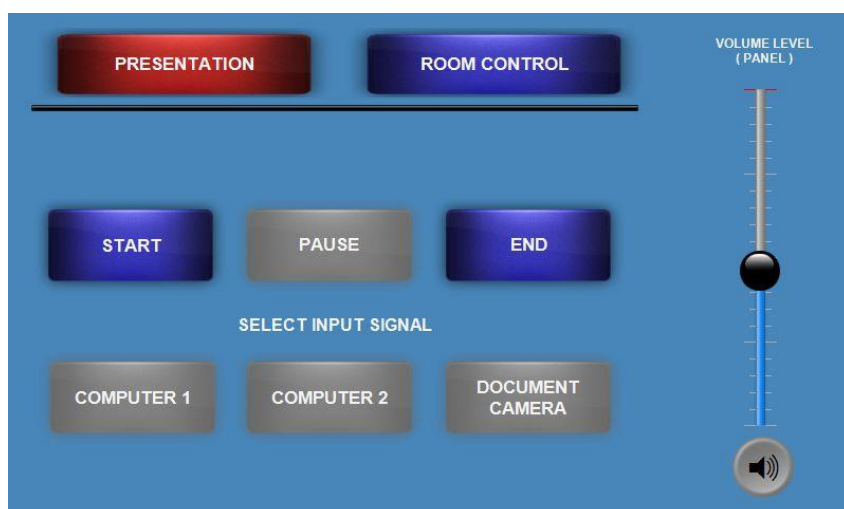 PRESENTATION
ROOM CONTROL
VOLUME LEVEL
( PANEL )
START
PAUSE
END
SELECT INPUT SIGNAL
COMPUTER 1
COMPUTER 2
DOCUMENT
CAMERA